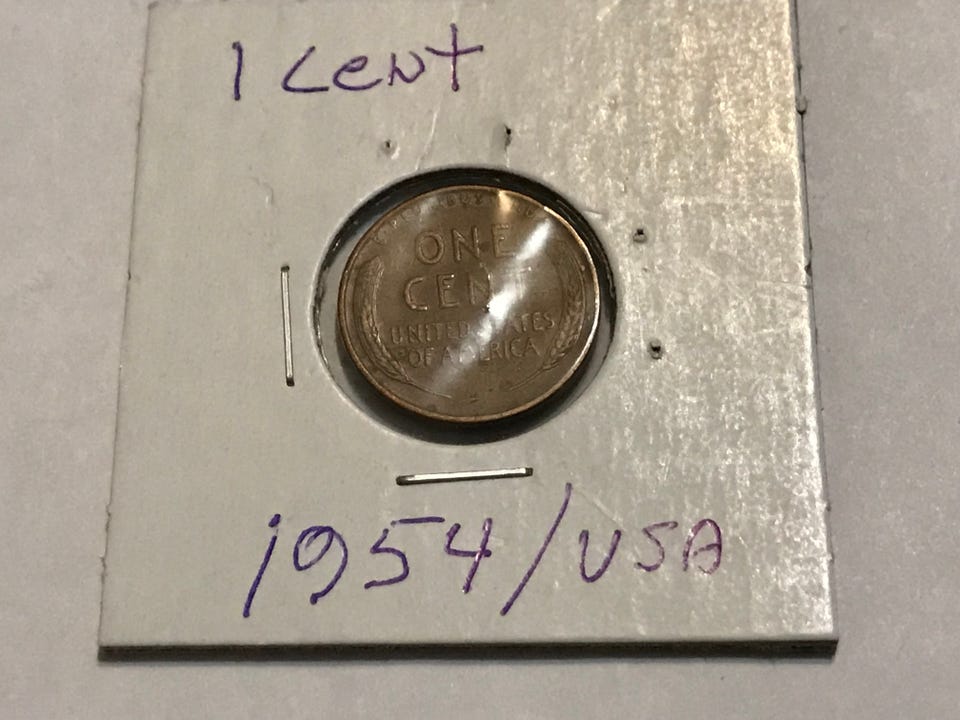 1 cent
ONE
CENT
UNITED STATES
OF AMERICA
1954/USA